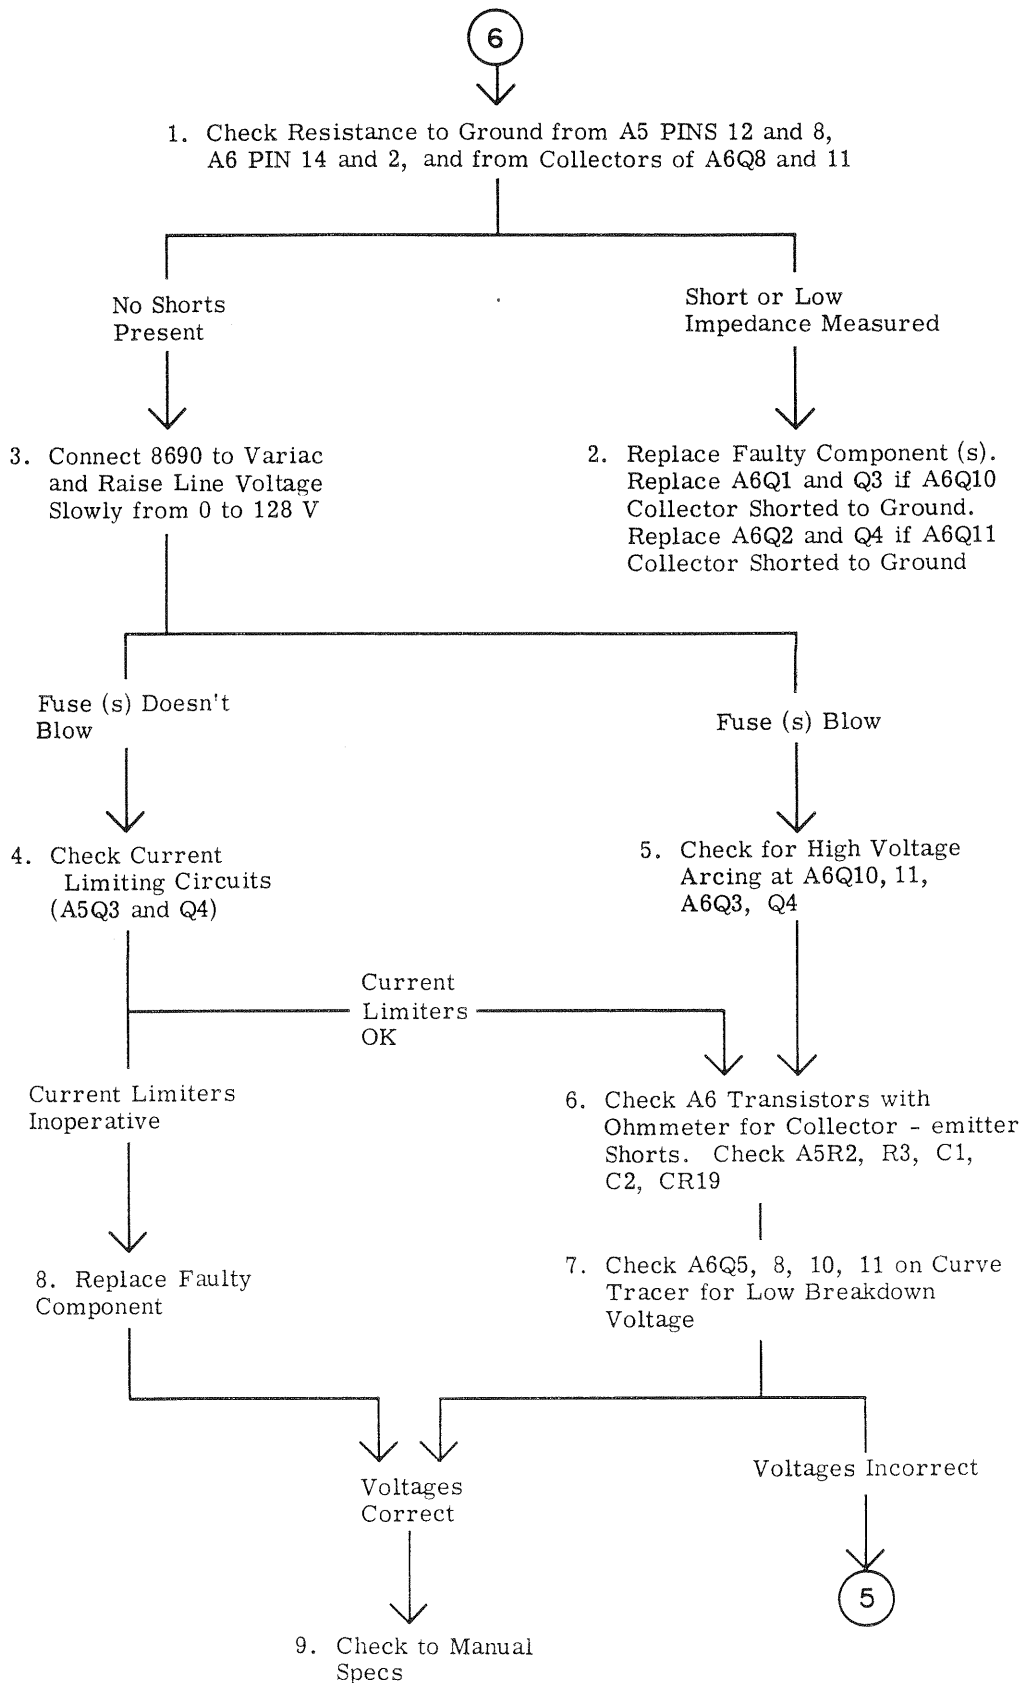 6
1. Check Resistance to Ground from A5 PINS 12 and 8,
A6 PIN 14 and 2, and from Collectors of A6Q8 and 11
No Shorts
Present
Short or Low
Impedance Measured
3. Connect 8690 to Variac
and Raise Line Voltage
Slowly from 0 to 128 V
2. Replace Faulty Component (s).
Replace A6Q1 and Q3 if A6Q10
Collector Shorted to Ground.
Replace A6Q2 and Q4 if A6Q11
Collector Shorted to Ground
Fuse (s) Doesn't
Blow
Fuse (s) Blow
4. Check Current
Limiting Circuits
(A5Q3 and Q4)
5. Check for High Voltage
Arcing at A6Q10, 11,
A6Q3, Q4
Current
Limiters
OK
Current Limiters
Inoperative
6. Check A6 Transistors with
Ohmmeter for Collector - emitter
Shorts. Check A5R2, R3, C1,
C2, CR19
8. Replace Faulty
Component
7. Check A6Q5, 8, 10, 11 on Curve
Tracer for Low Breakdown
Voltage
Voltages
Correct
Voltages Incorrect
5
9. Check to Manual
Specs